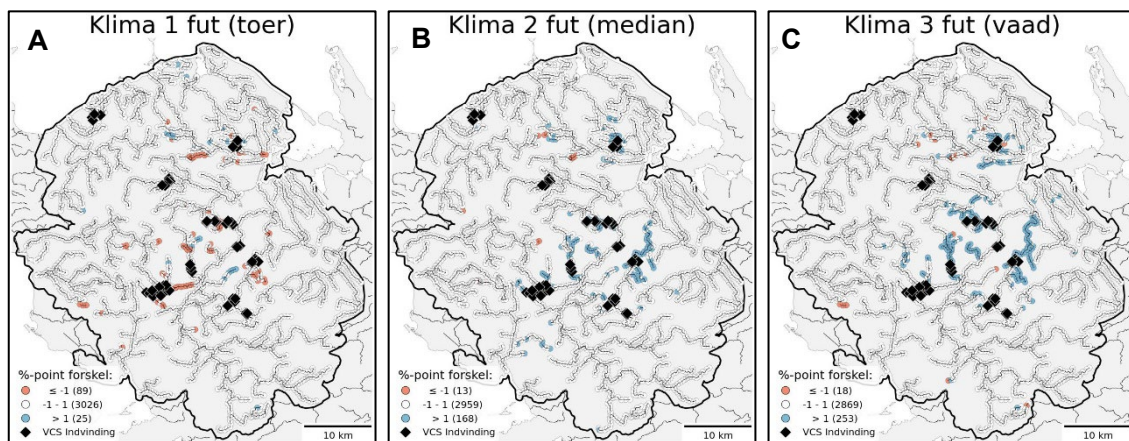 A
Klima 1 fut (toer)
%-point forskel:
≤ -1 (89)
-1 - 1 (3026)
> 1 (25)
VCS Indvinding
10 km
B
Klima 2 fut (median)
%-point forskel:
≤ -1 (13)
-1 - 1 (2959)
> 1 (168)
VCS Indvinding
10 km
C
Klima 3 fut (vaad)
%-point forskel:
≤ -1 (18)
-1 - 1 (2869)
> 1 (253)
VCS Indvinding
10 km